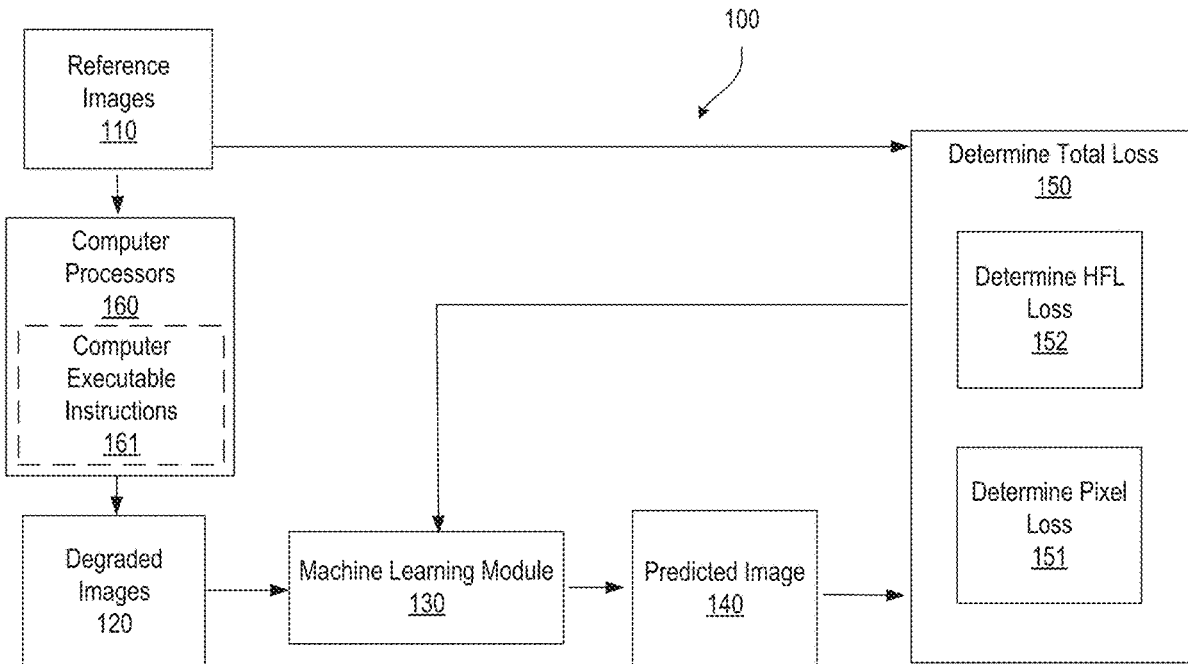 100
Reference
Images
110
Computer
Processors
160
Computer
Executable
Instructions
161
Degraded
Images
120
Machine Learning Module
130
Predicted Image
140
Determine Total Loss
150
Determine HFL
Loss
152
Determine Pixel
Loss
151